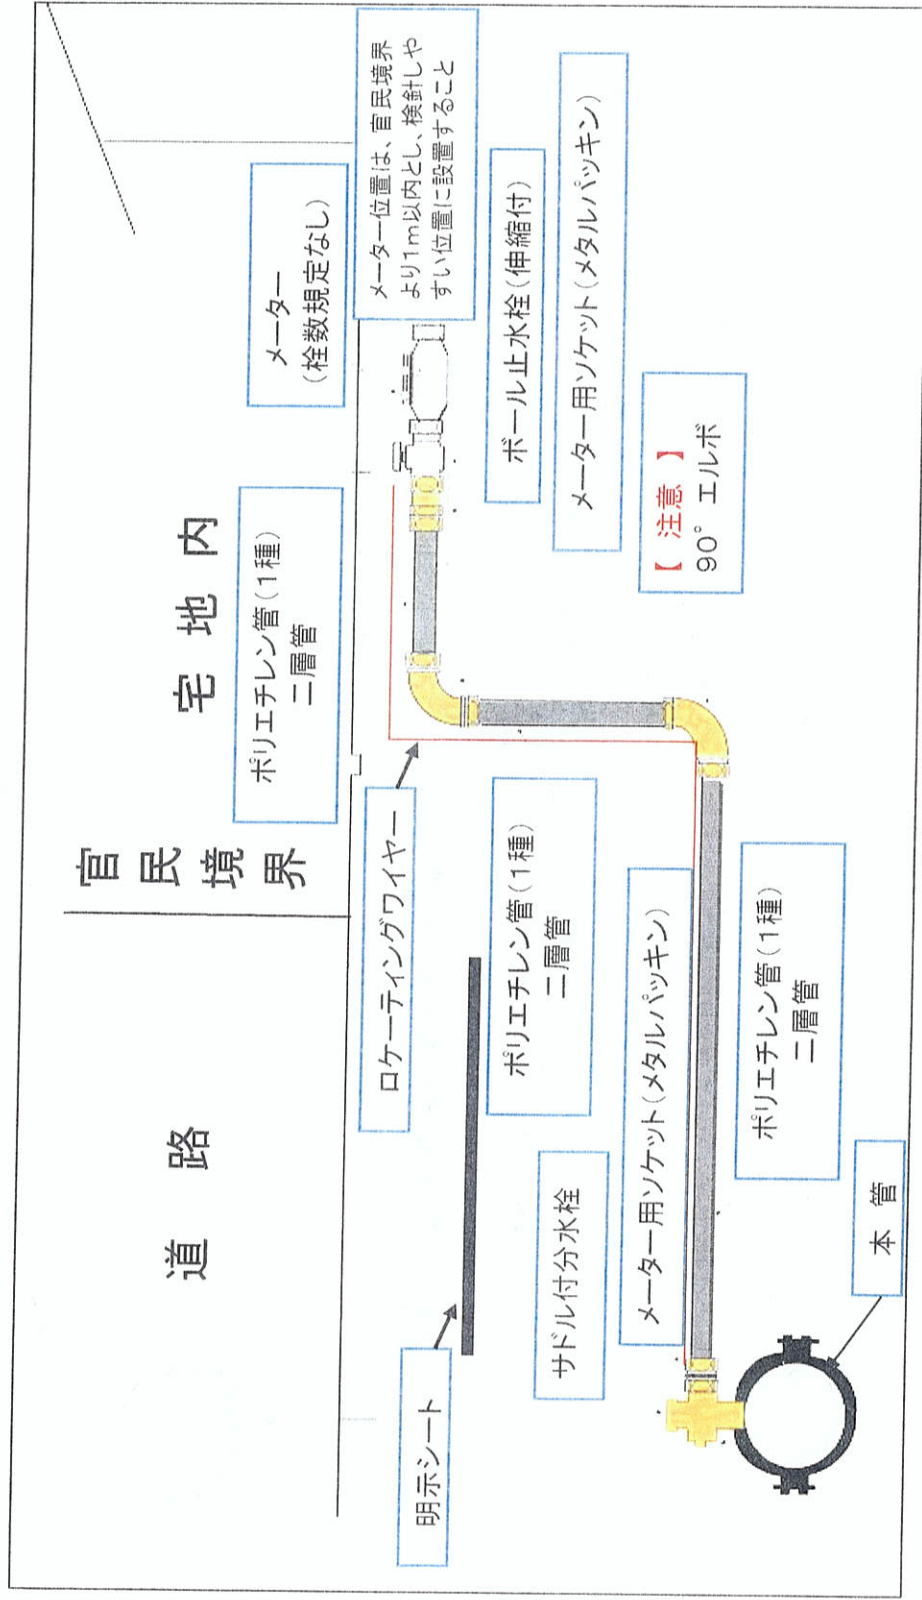 道　路
官民境界
宅地内
メーター
(栓数規定なし)
ポリエチレン管(1種)
二層管
メーター位置は、官民境界
より1m以内とし、検針しや
すい位置に設置すること
ロケーティングワイヤー
明示シート
ボール止水栓(伸縮付)
ポリエチレン管(1種)
二層管
メーター用ソケット(メタルパッキン)
サドル付分水栓
【 注意 】
90° エルボ
メーター用ソケット(メタルパッキン)
ポリエチレン管(1種)
二層管
本 管